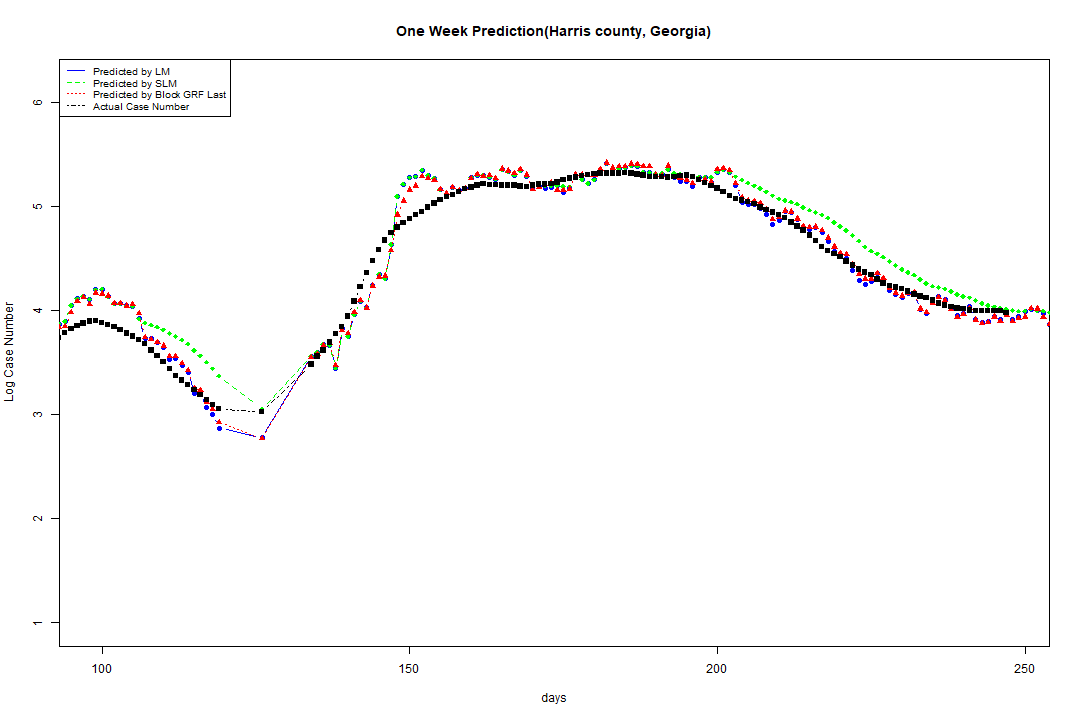 One Week Prediction(Harris county, Georgia)
Predicted by LM
Predicted by SLM
Predicted by Block GRF Last
Actual Case Number
6
5
4
3
2
1
Log Case Number
100 150 200 250
days